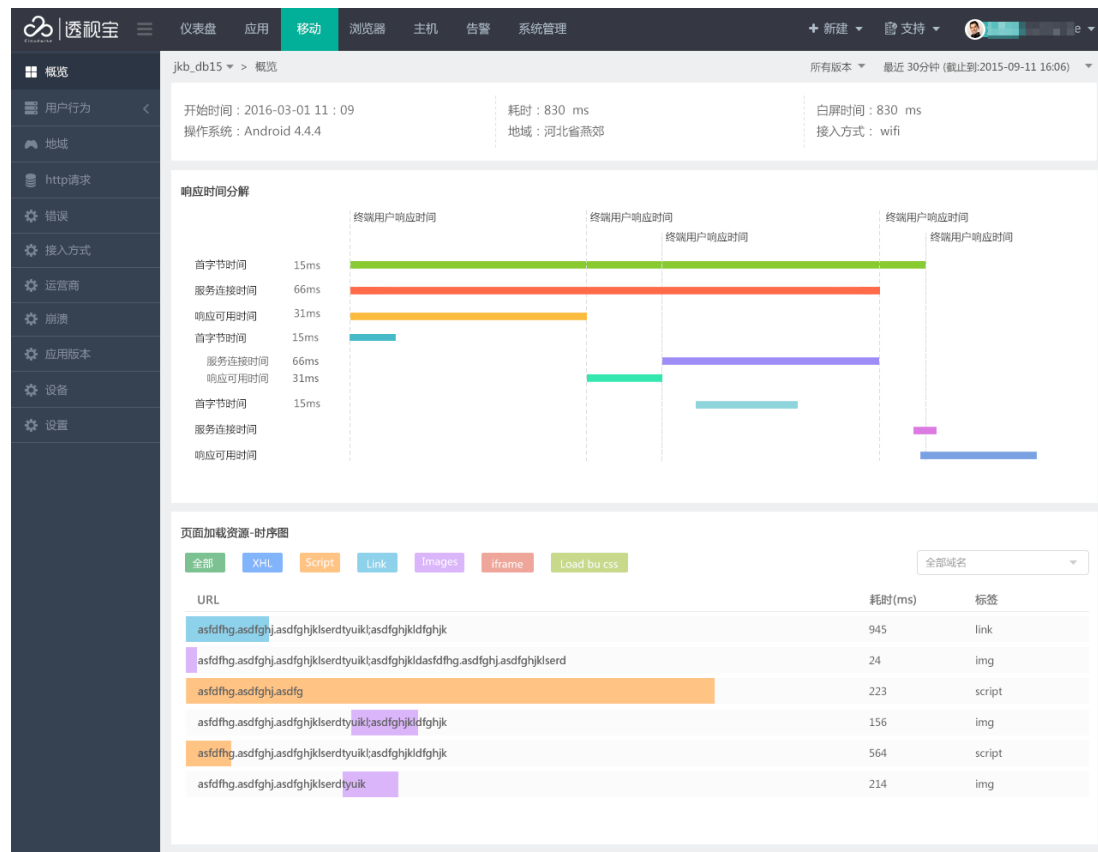 透视宝
仪表盘 应用 移动 浏览器 主机 告警 系统管理 新建 支持 e
概览
用户行为
地域
http请求
错误
接入方式
运营商
崩溃
应用版本
设备
设置
jkb_db15 > 概览 所有版本 最近 30分钟 (截止到:2015-09-11 16:06)
开始时间：2016-03-01 11：09 耗时：830 ms 白屏时间：830 ms
操作系统：Android 4.4.4 地域：河北省燕郊 接入方式： wifi
响应时间分解
终端用户响应时间 终端用户响应时间 终端用户响应时间
终端用户响应时间 终端用户响应时间
首字节时间 15ms
服务连接时间 66ms
响应可用时间 31ms
首字节时间 15ms
服务连接时间 66ms
响应可用时间 31ms
首字节时间 15ms
服务连接时间
响应可用时间
页面加载资源-时序图
全部 XHL Script Link Images iframe Load bu css 全部域名
URL 耗时(ms) 标签
asfdfhg.asdfghj.asdfghjklserdtyuikl;asdfghjkldfghjk 945 link
asfdfhg.asdfghj.asdfghjklserdtyuikl;asdfghjkldasfdfhg.asdfghj.asdfghjklserd 24 img
asfdfhg.asdfghj.asdfg 223 script
asfdfhg.asdfghj.asdfghjklserdtyuikl;asdfghjkldfghjk 156 img
asfdfhg.asdfghj.asdfghjklserdtyuikl;asdfghjkldfghjk 564 script
asfdfhg.asdfghj.asdfghjklserdtyuik 214 img